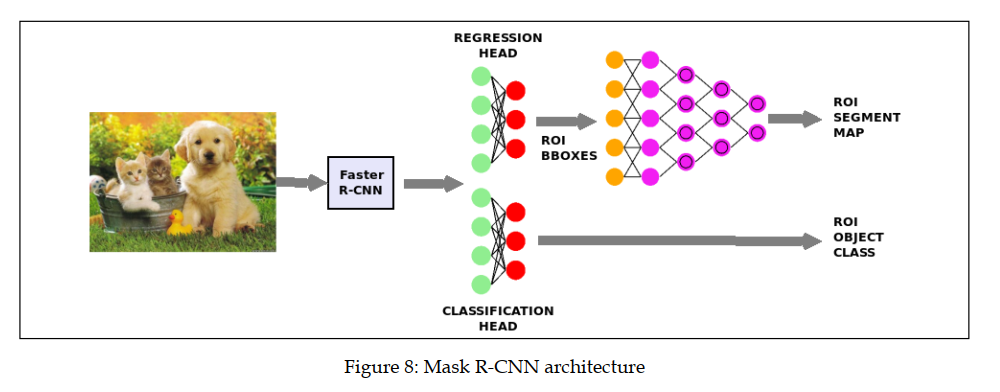 REGRESSION
HEAD
Faster
R-CNN
ROI
BBOXES
ROI
SEGMENT
MAP
ROI
OBJECT
CLASS
CLASSIFICATION
HEAD
Figure 8: Mask R-CNN architecture